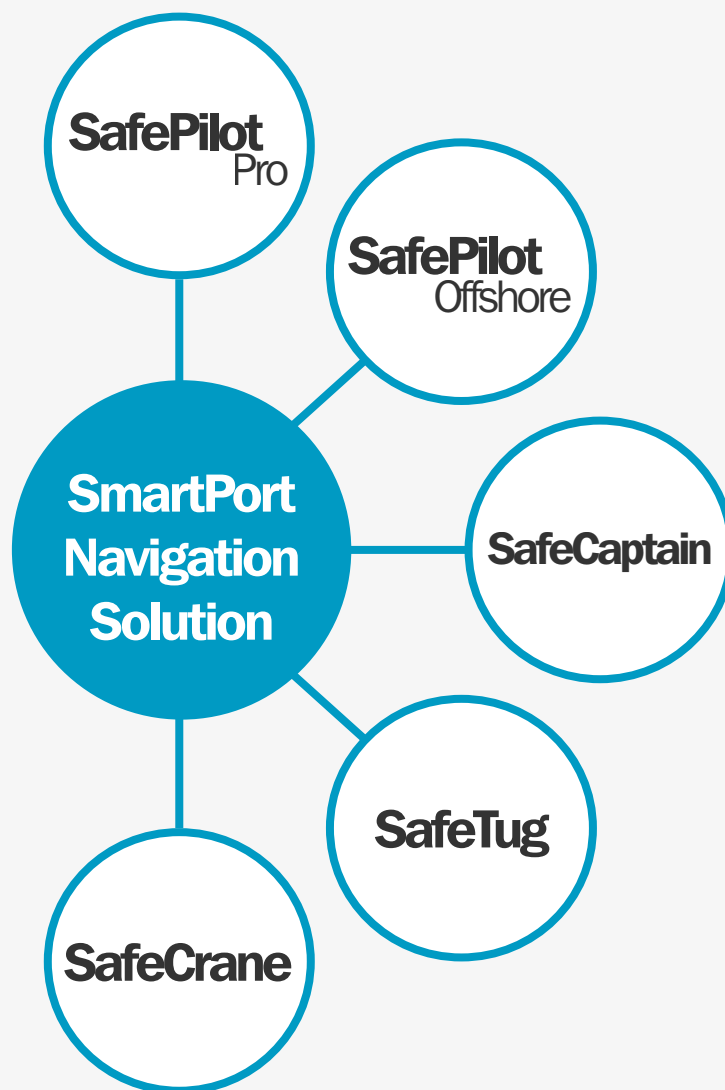 SafePilot
Pro
SafePilot
Offshore
SmartPort
Navigation
Solution
SafeCaptain
SafeTug
SafeCrane